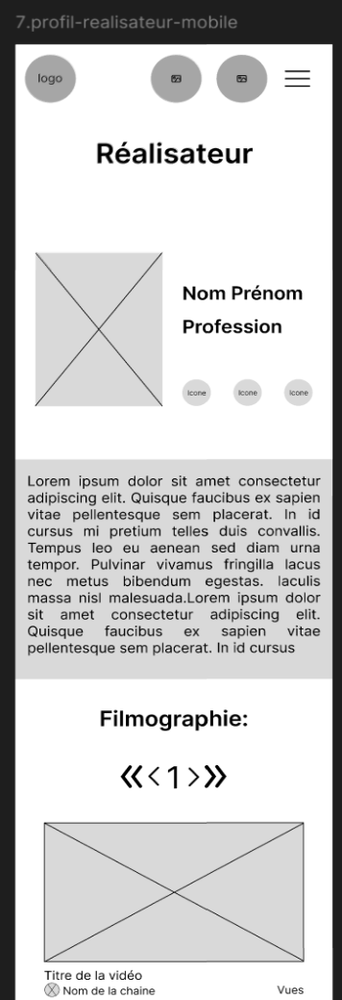 7.profil-realisateur-mobile
logo
Réalisateur
Nom Prénom
Profession
Icone Icone Icone
Lorem ipsum dolor sit amet consectetur
adipiscing elit. Quisque faucibus ex sapien
vitae pellentesque sem placerat. In id
cursus mi pretium telles duis convallis.
Tempus leo eu aenean sed diam urna
tempor. Pulvinar vivamus fringilla lacus
nec metus bibendum egestas. Iaculis
massa nisl malesuada.Lorem ipsum dolor
sit amet consectetur adipiscing elit.
Quisque faucibus ex sapien vitae
pellentesque sem placerat. In id cursus
Filmographie:
« < 1 > »
Titre de la vidéo
Nom de la chaine Vues